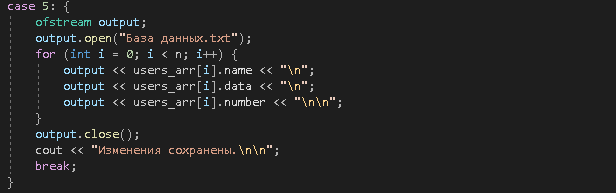 case 5: {
ofstream output;
output.open("База данных.txt");
for (int i = 0; i < n; i++) {
output << users_arr[i].name << "\n";
output << users_arr[i].data << "\n";
output << users_arr[i].number << "\n\n";
}
output.close();
cout << "Изменения сохранены.\n\n";
break;
}